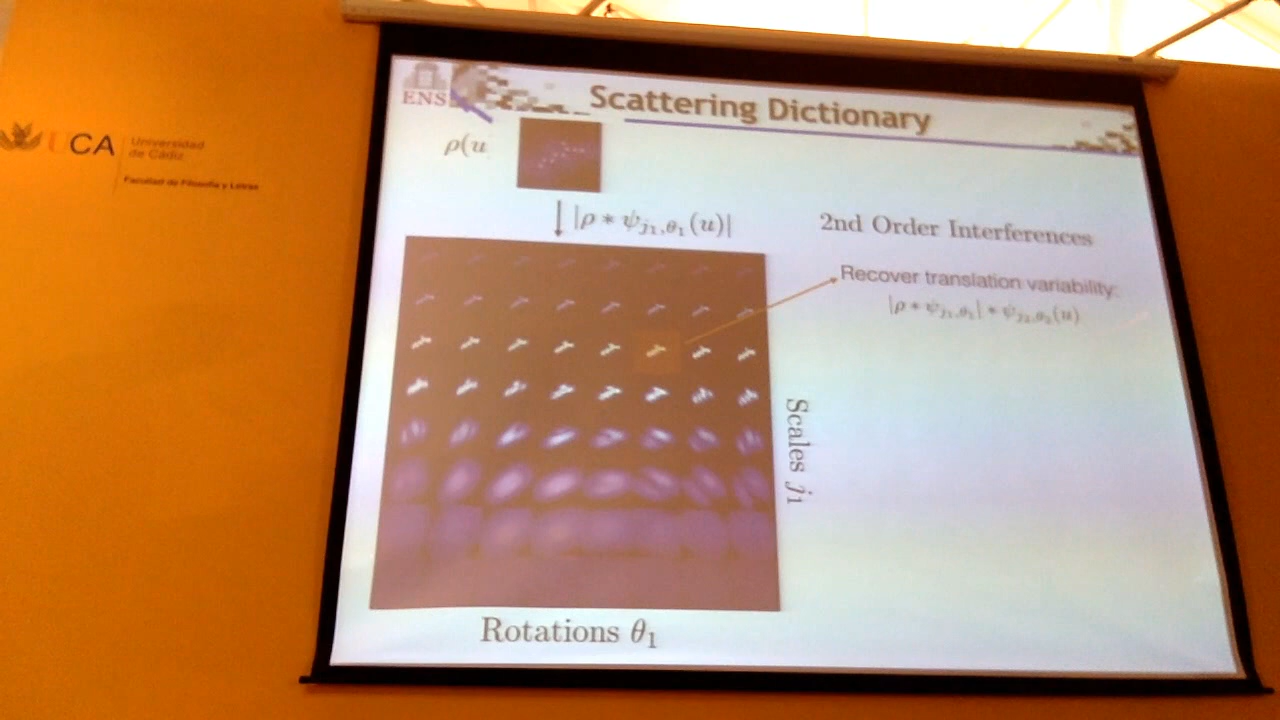 UCA
Universidad
de Cádiz
Facultad de Filosofía y Letras
ENS
Scattering Dictionary
ρ(u
↓ |ρ * ψ_{j₁,θ₁}(u)|
2nd Order Interferences
Recover translation variability:
|ρ * ψ_{j₁,θ₁}| * ψ_{j₂,θ₂}(u)
Scales j₁
Rotations θ₁